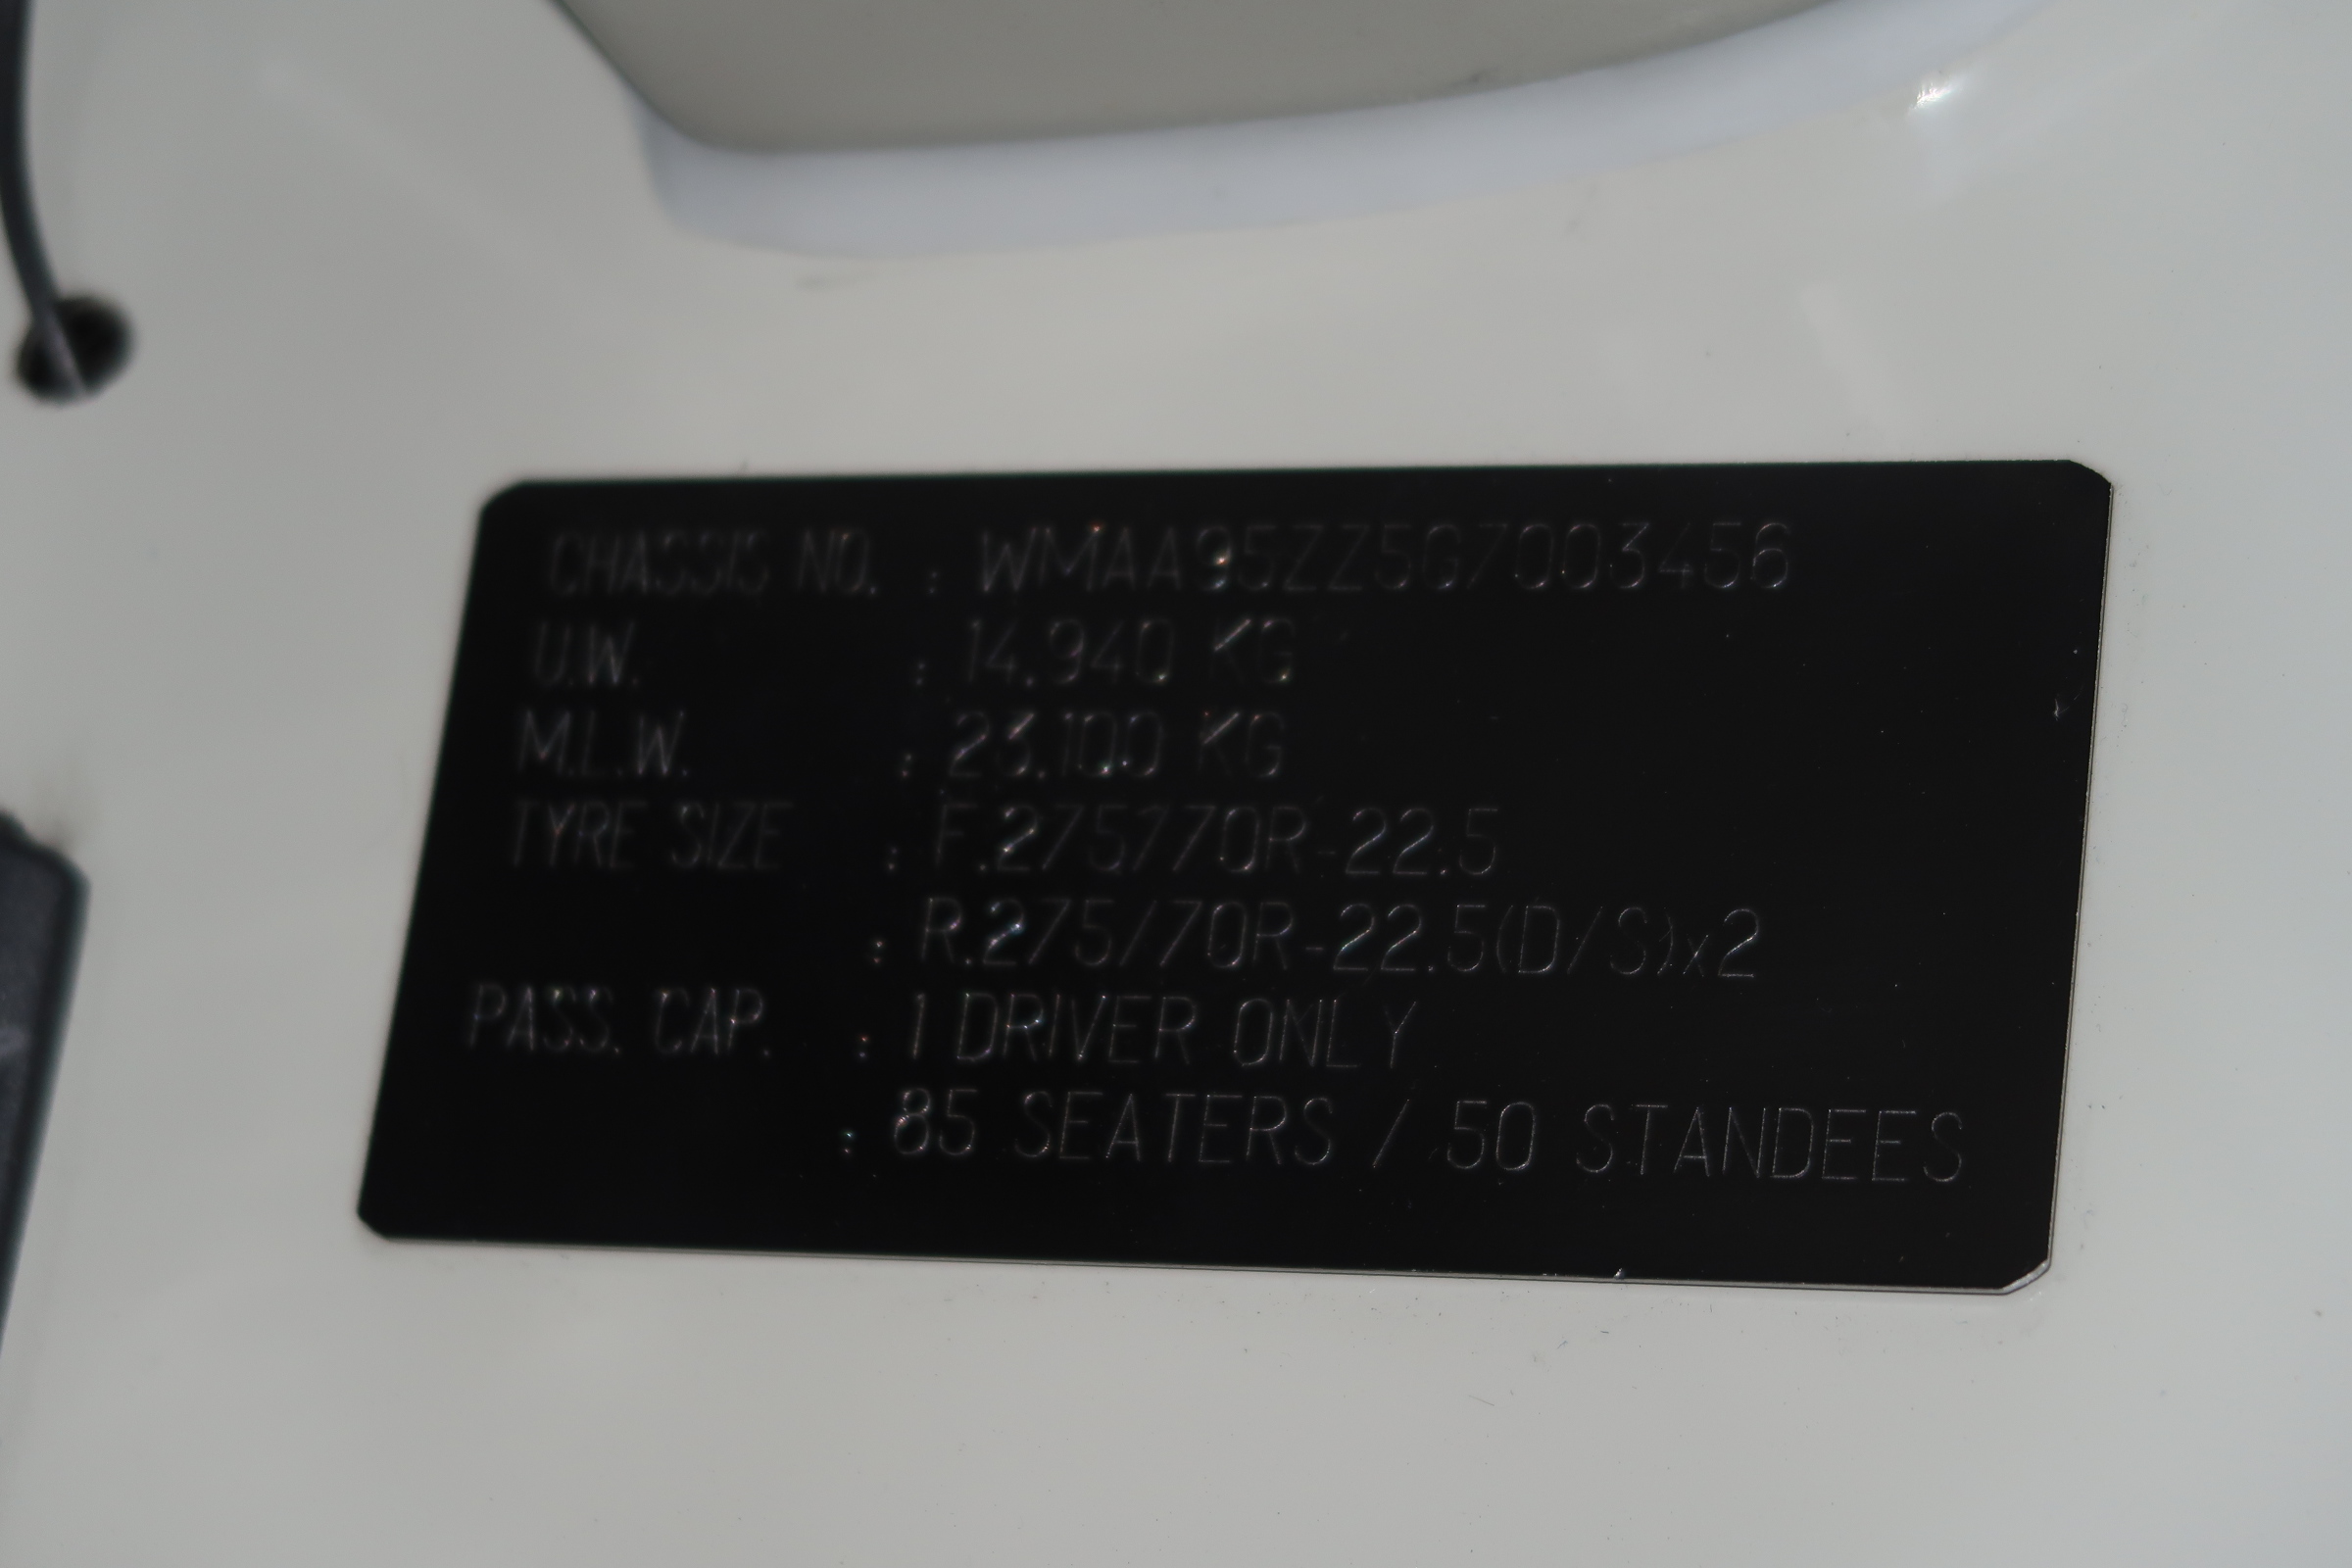 CHASSIS NO. : WMAA95ZZ5G7003456
U.W. : 14.940 KG
M.L.W. : 23.100 KG
TYRE SIZE : F.275/70R-22.5
: R.275/70R-22.5(D/S)x2
PASS. CAP. : 1 DRIVER ONLY
: 85 SEATERS / 50 STANDEES